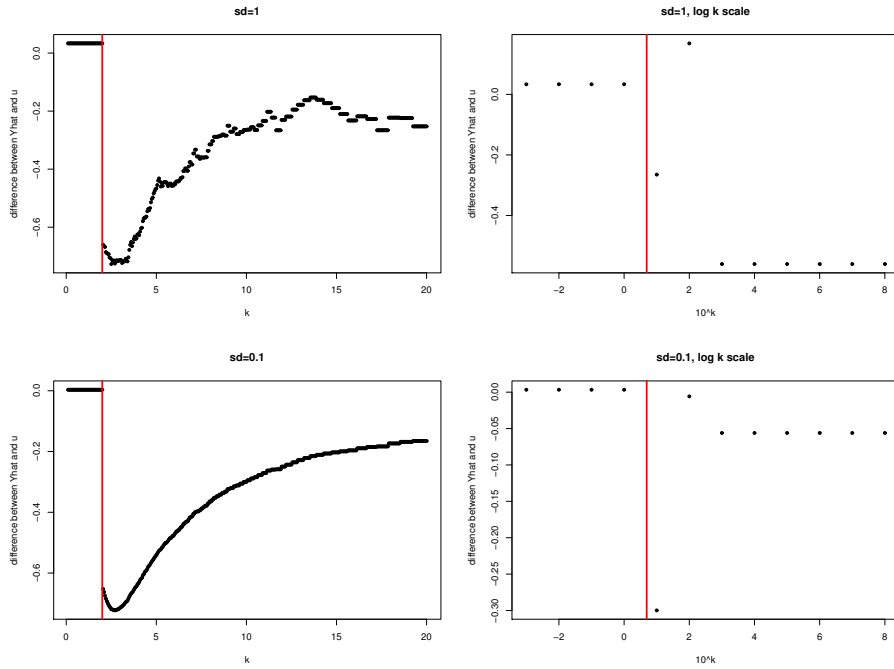 sd=1
difference between Yhat and u
0.0
−0.2
−0.4
−0.6
0 5 10 15 20
k
sd=1, log k scale
difference between Yhat and u
0.0
−0.2
−0.4
−2 0 2 4 6 8
10^k
sd=0.1
difference between Yhat and u
0.0
−0.2
−0.4
−0.6
0 5 10 15 20
k
sd=0.1, log k scale
difference between Yhat and u
0.00
−0.05
−0.10
−0.15
−0.20
−0.25
−0.30
−2 0 2 4 6 8
10^k